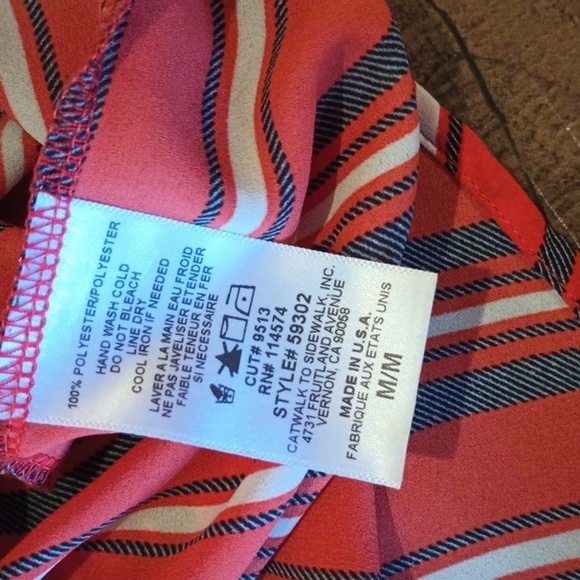 100% POLYESTER/POLYESTER
HAND WASH COLD
DO NOT BLEACH
LINE DRY
COOL IRON IF NEEDED
LAVER A LA MAIN EAU FROID
NE PAS JAVELISER ETENDER
FAIBLE TENEUR EN FER
SI NECESSAIRE
CUT# 9513
RN# 114574
STYLE# 59302
CATWALK TO SIDEWALK, INC.
4731 FRUITLAND AVENUE
VERNON, CA 90058
MADE IN U.S.A.
FABRIQUE AUX ETATS UNIS
M/M